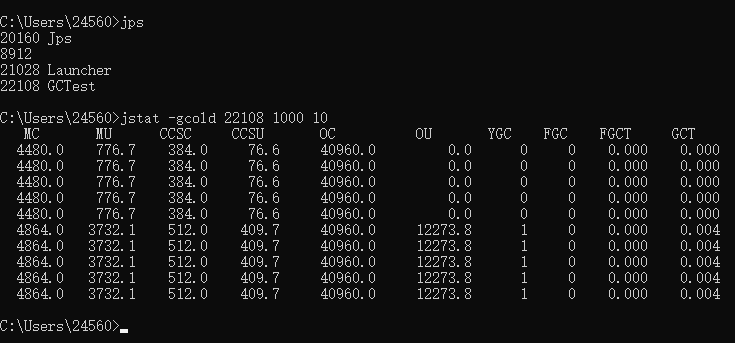 C:\Users\24560>jps
20160 Jps
8912
21028 Launcher
22108 GCTest
C:\Users\24560>jstat -gcold 22108 1000 10
MC MU CCSC CCSU OC OU YGC FGC FGCT GCT
4480.0 776.7 384.0 76.6 40960.0 0.0 0 0 0.000 0.000
4480.0 776.7 384.0 76.6 40960.0 0.0 0 0 0.000 0.000
4480.0 776.7 384.0 76.6 40960.0 0.0 0 0 0.000 0.000
4480.0 776.7 384.0 76.6 40960.0 0.0 0 0 0.000 0.000
4480.0 776.7 384.0 76.6 40960.0 0.0 0 0 0.000 0.000
4864.0 3732.1 512.0 409.7 40960.0 12273.8 1 0 0.000 0.004
4864.0 3732.1 512.0 409.7 40960.0 12273.8 1 0 0.000 0.004
4864.0 3732.1 512.0 409.7 40960.0 12273.8 1 0 0.000 0.004
4864.0 3732.1 512.0 409.7 40960.0 12273.8 1 0 0.000 0.004
4864.0 3732.1 512.0 409.7 40960.0 12273.8 1 0 0.000 0.004
C:\Users\24560>